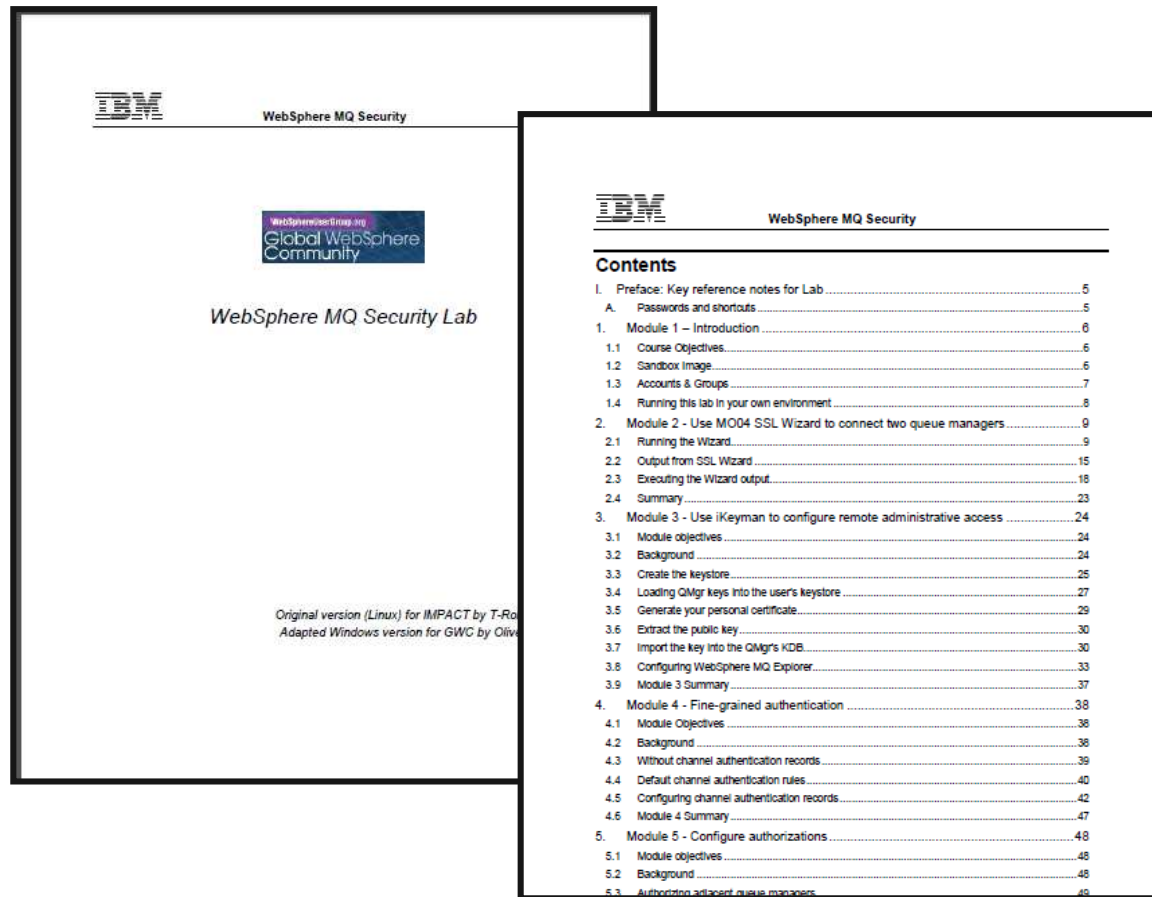 IBM
WebSphere MQ Security
WebSphereUserGroup.org
Global WebSphere
Community
WebSphere MQ Security Lab
Original version (Linux) for IMPACT by T-Ro
Adapted Windows version for GWC by Olive
IBM
WebSphere MQ Security
Contents
I. Preface: Key reference notes for Lab ... 5
A. Passwords and shortcuts ... 5
1. Module 1 – Introduction ... 6
1.1 Course Objectives ... 6
1.2 Sandbox Image ... 6
1.3 Accounts & Groups ... 7
1.4 Running this lab in your own environment ... 8
2. Module 2 - Use MO04 SSL Wizard to connect two queue managers ... 9
2.1 Running the Wizard ... 9
2.2 Output from SSL Wizard ... 15
2.3 Executing the Wizard output ... 18
2.4 Summary ... 23
3. Module 3 - Use iKeyman to configure remote administrative access ... 24
3.1 Module objectives ... 24
3.2 Background ... 24
3.3 Create the keystore ... 25
3.4 Loading QMgr keys into the user's keystore ... 27
3.5 Generate your personal certificate ... 29
3.6 Extract the public key ... 30
3.7 Import the key into the QMgr's KDB ... 30
3.8 Configuring WebSphere MQ Explorer ... 33
3.9 Module 3 Summary ... 37
4. Module 4 - Fine-grained authentication ... 38
4.1 Module Objectives ... 38
4.2 Background ... 38
4.3 Without channel authentication records ... 39
4.4 Default channel authentication rules ... 40
4.5 Configuring channel authentication records ... 42
4.6 Module 4 Summary ... 47
5. Module 5 - Configure authorizations ... 48
5.1 Module objectives ... 48
5.2 Background ... 48
5.3 Authorizing adjacent queue managers ... 49